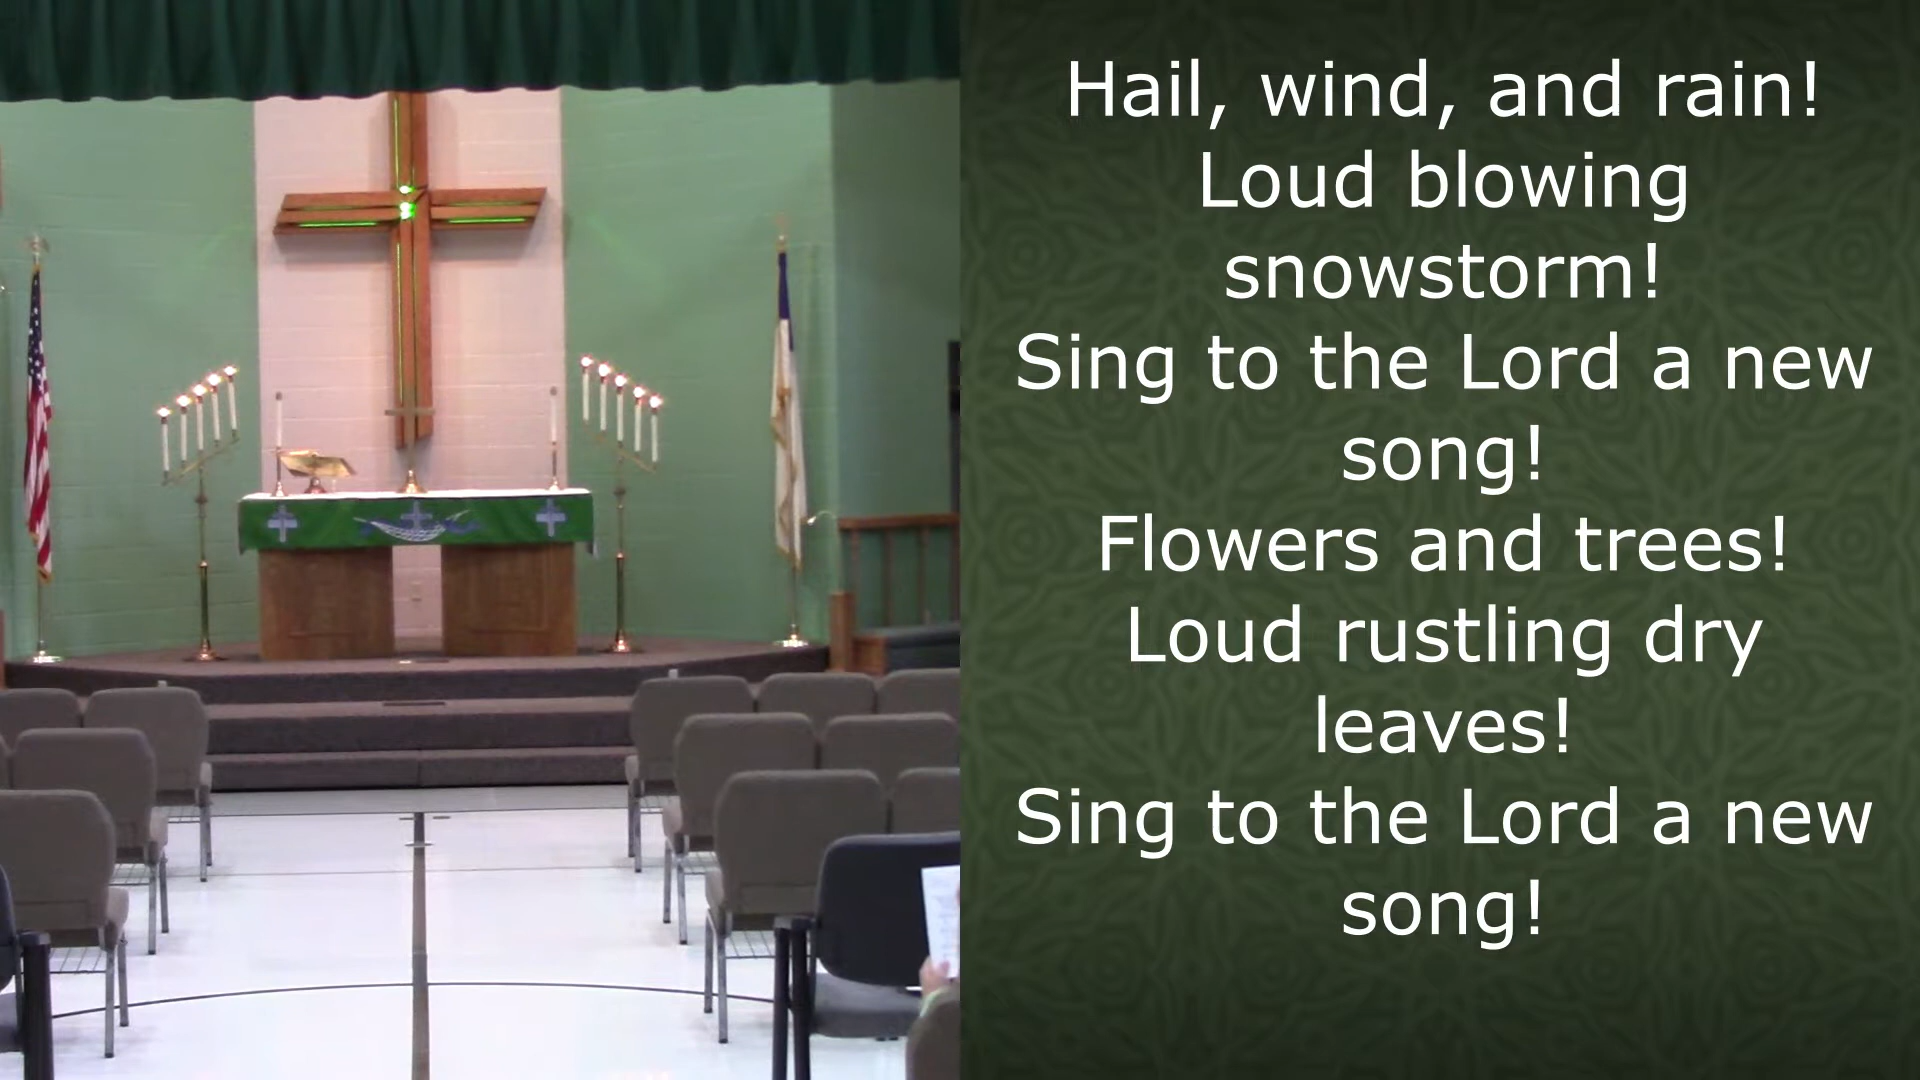 Hail, wind, and rain!
Loud blowing
snowstorm!
Sing to the Lord a new
song!
Flowers and trees!
Loud rustling dry
leaves!
Sing to the Lord a new
song!